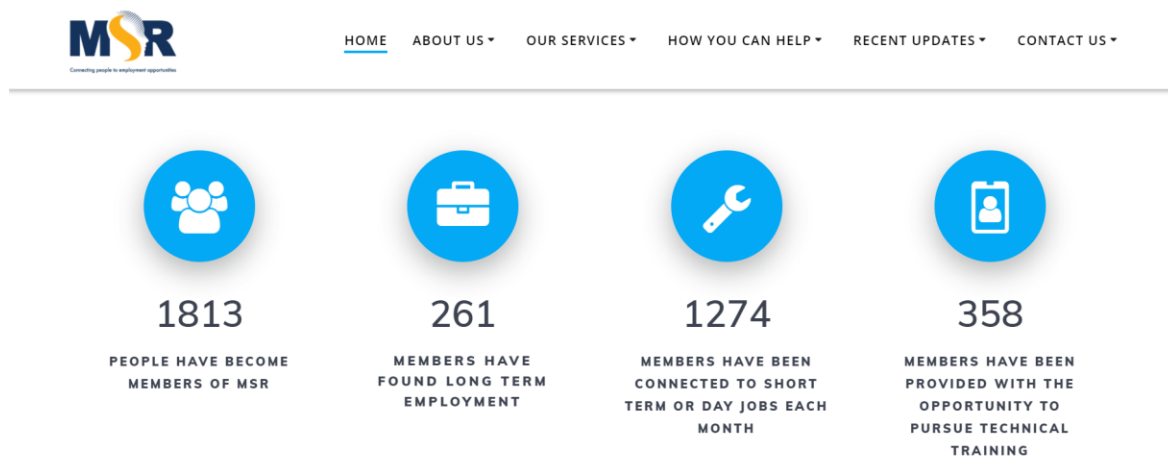 MSR
Connecting people to employment opportunities
HOME
ABOUT US
OUR SERVICES
HOW YOU CAN HELP
RECENT UPDATES
CONTACT US
1813
PEOPLE HAVE BECOME
MEMBERS OF MSR
261
MEMBERS HAVE
FOUND LONG TERM
EMPLOYMENT
1274
MEMBERS HAVE BEEN
CONNECTED TO SHORT
TERM OR DAY JOBS EACH
MONTH
358
MEMBERS HAVE BEEN
PROVIDED WITH THE
OPPORTUNITY TO
PURSUE TECHNICAL
TRAINING